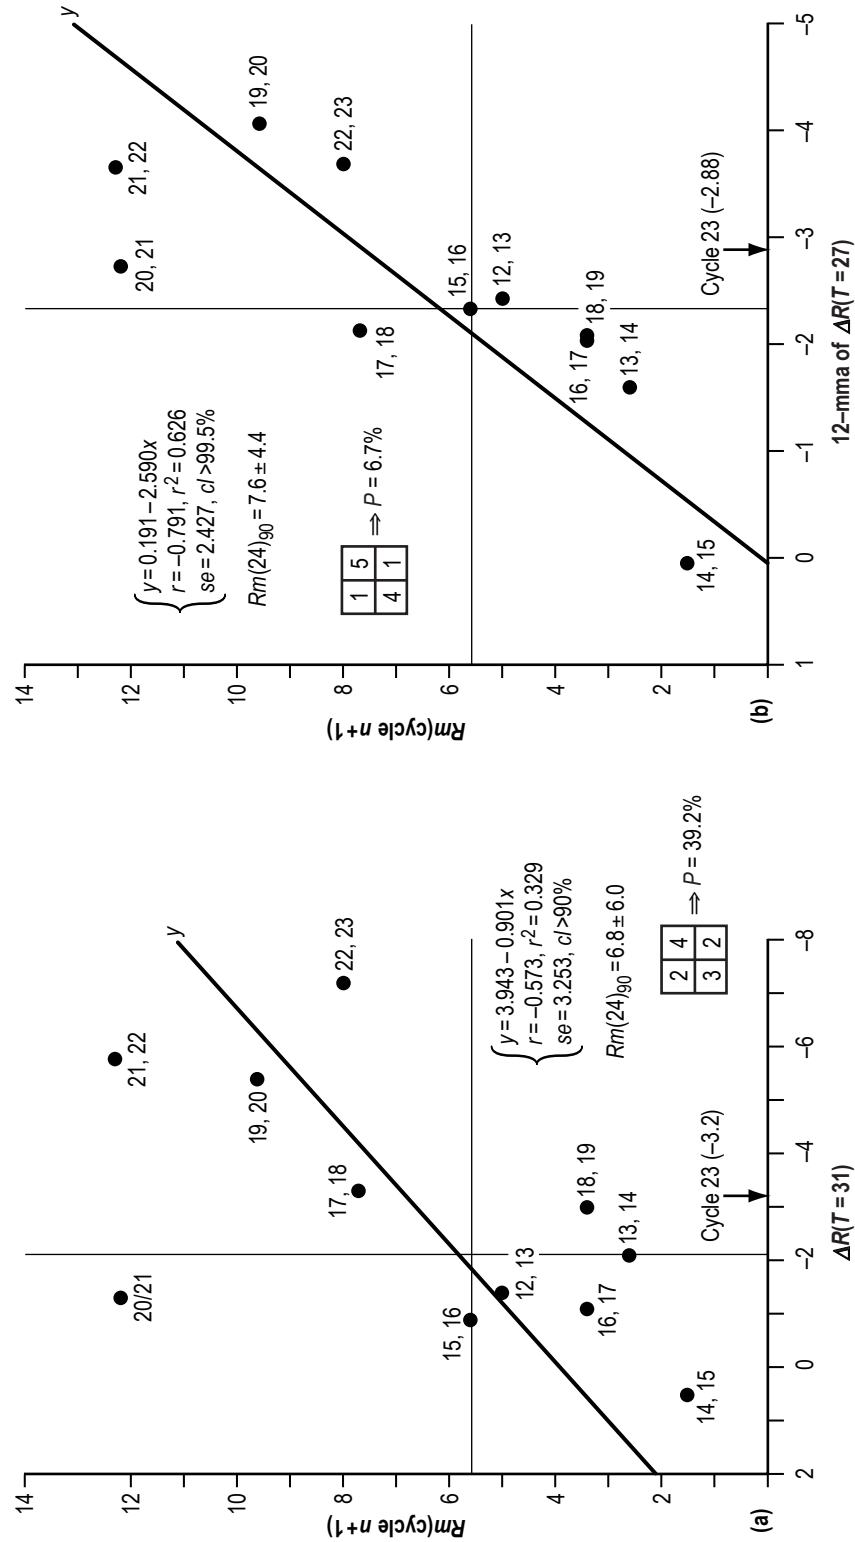 14
12
10
8
6
4
2
Rm(cycle n+1)
(a)
2
0
−2
−4
−6
−8
ΔR(T=31)
y
20/21
21, 22
19, 20
22, 23
17, 18
15, 16
12, 13
18, 19
16, 17
13, 14
14, 15
Cycle 23 (−3.2)
y=3.943−0.901x
r=−0.573, r²=0.329
se=3.253, cl>90%
Rm(24)90=6.8±6.0
2 4
3 2
⇒ P=39.2%
14
12
10
8
6
4
2
Rm(cycle n+1)
(b)
1
0
−1
−2
−3
−4
−5
12–mma of ΔR(T=27)
y
y=0.191−2.590x
r=−0.791, r²=0.626
se=2.427, cl>99.5%
Rm(24)90=7.6±4.4
1 5
4 1
⇒ P=6.7%
20, 21
21, 22
19, 20
22, 23
17, 18
15, 16
12, 13
16, 17
18, 19
13, 14
14, 15
Cycle 23 (−2.88)